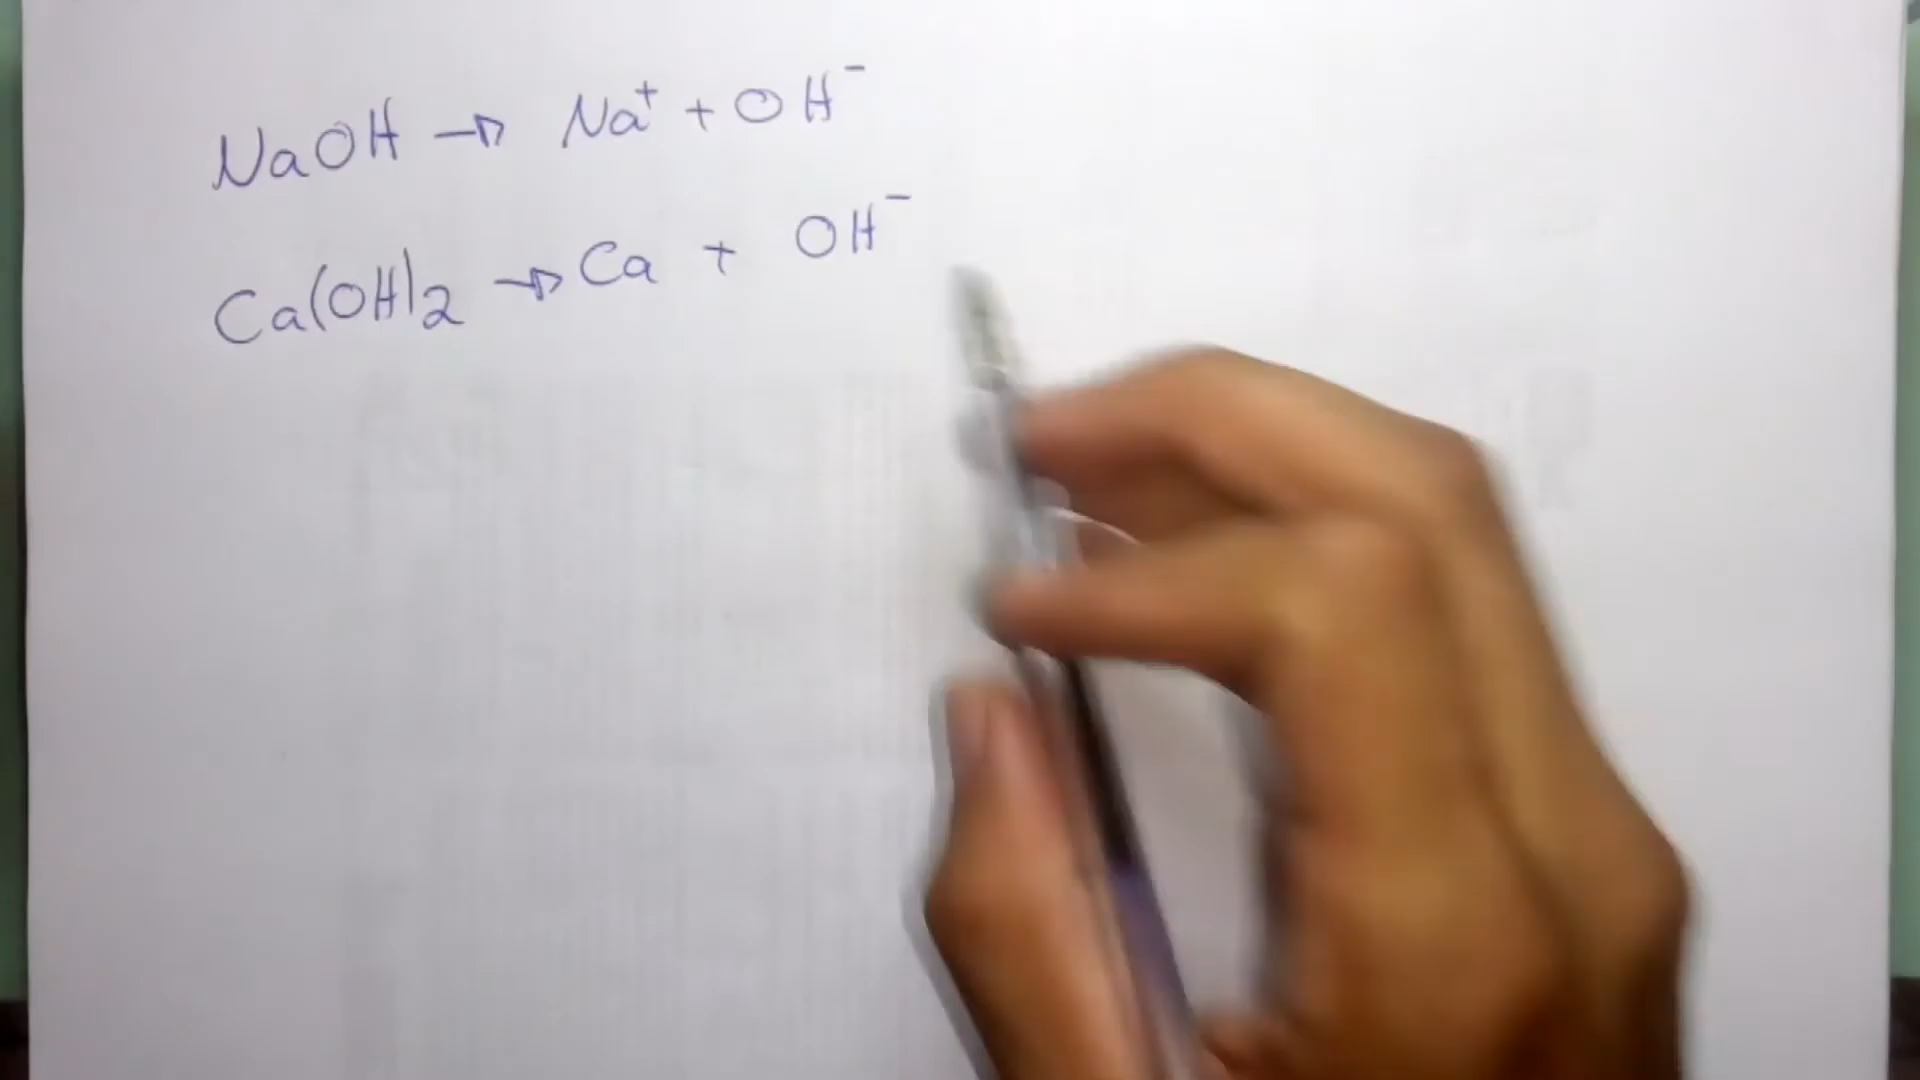 NaOH → Na⁺ + OH⁻
Ca(OH)₂ → Ca + OH⁻